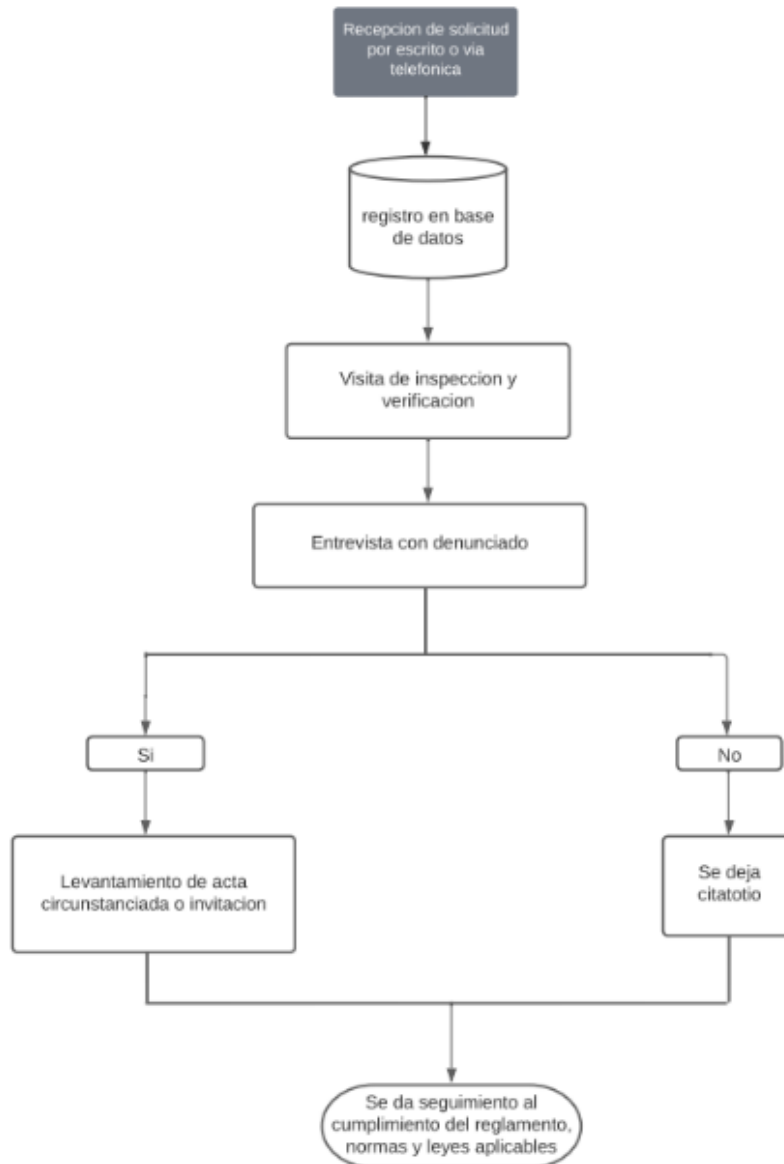 Recepcion de solicitud
por escrito o via
telefonica
registro en base
de datos
Visita de inspeccion y
verificacion
Entrevista con denunciado
Si
No
Levantamiento de acta
circunstanciada o invitacion
Se deja
citatotio
Se da seguimiento al
cumplimiento del reglamento,
normas y leyes aplicables